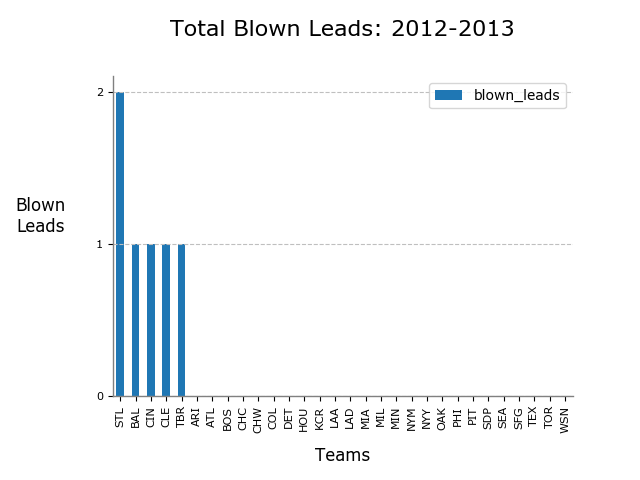 Total Blown Leads: 2012-2013
blown_leads
2
1
0
Blown
Leads
STL
BAL
CIN
CLE
TBR
ARI
ATL
BOS
CHC
CHW
COL
DET
HOU
KCR
LAA
LAD
MIA
MIL
MIN
NYM
NYY
OAK
PHI
PIT
SDP
SEA
SFG
TEX
TOR
WSN
Teams